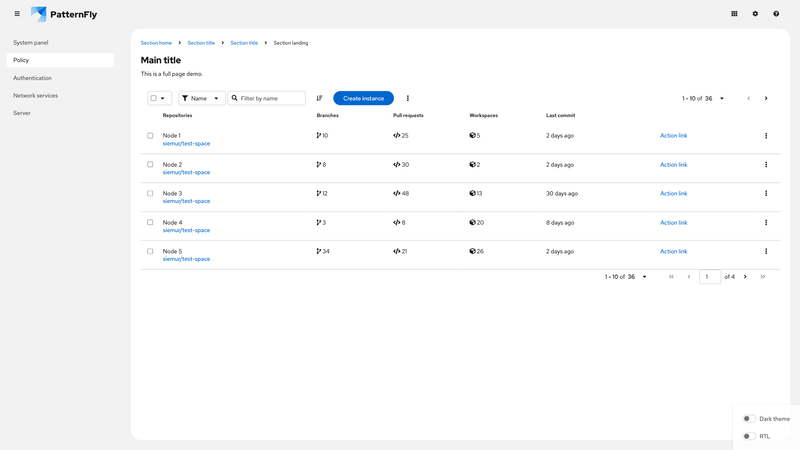 PatternFly
System panel
Policy
Authentication
Network services
Server
Section home Section title Section title Section landing
Main title
This is a full page demo.
Name Filter by name Create instance 1 - 10 of 36
Repositories Branches Pull requests Workspaces Last commit
Node 1 10 25 5 2 days ago Action link
siemur/test-space
Node 2 8 30 2 2 days ago Action link
siemur/test-space
Node 3 12 48 13 30 days ago Action link
siemur/test-space
Node 4 3 8 20 8 days ago Action link
siemur/test-space
Node 5 34 21 26 2 days ago Action link
siemur/test-space
1 - 10 of 36 1 of 4
Dark theme
RTL